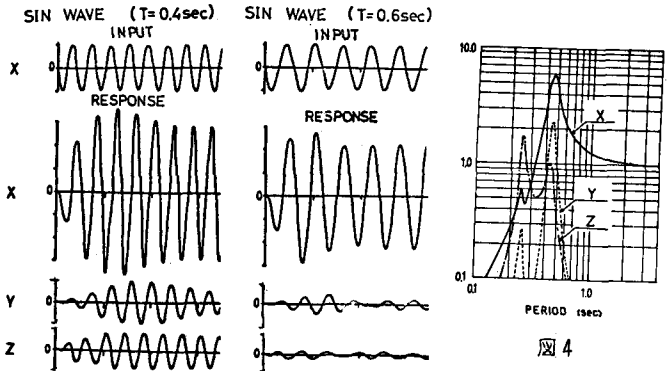 SIN WAVE (T=0.4sec)
INPUT
X
0
RESPONSE
X
0
Y
0
Z
0
SIN WAVE (T=0.6sec)
INPUT
0
RESPONSE
0
0
0
10.0
1.0
0.1
X
Y
Z
0.1
1.0
PERIOD (sec)
図 4